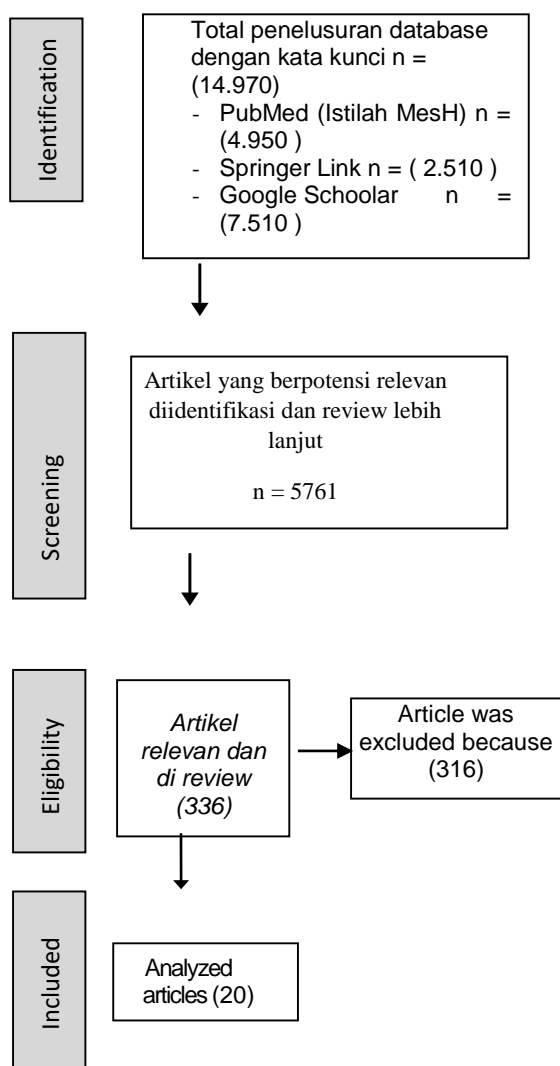 Identification
Total penelusuran database
dengan kata kunci n =
(14.970)
- PubMed (Istilah MesH) n =
(4.950 )
- Springer Link n = ( 2.510 )
- Google Schoolar n =
(7.510 )
Screening
Artikel yang berpotensi relevan
diidentifikasi dan review lebih
lanjut
n = 5761
Eligibility
Artikel
relevan dan
di review
(336)
Article was
excluded because
(316)
Included
Analyzed
articles (20)